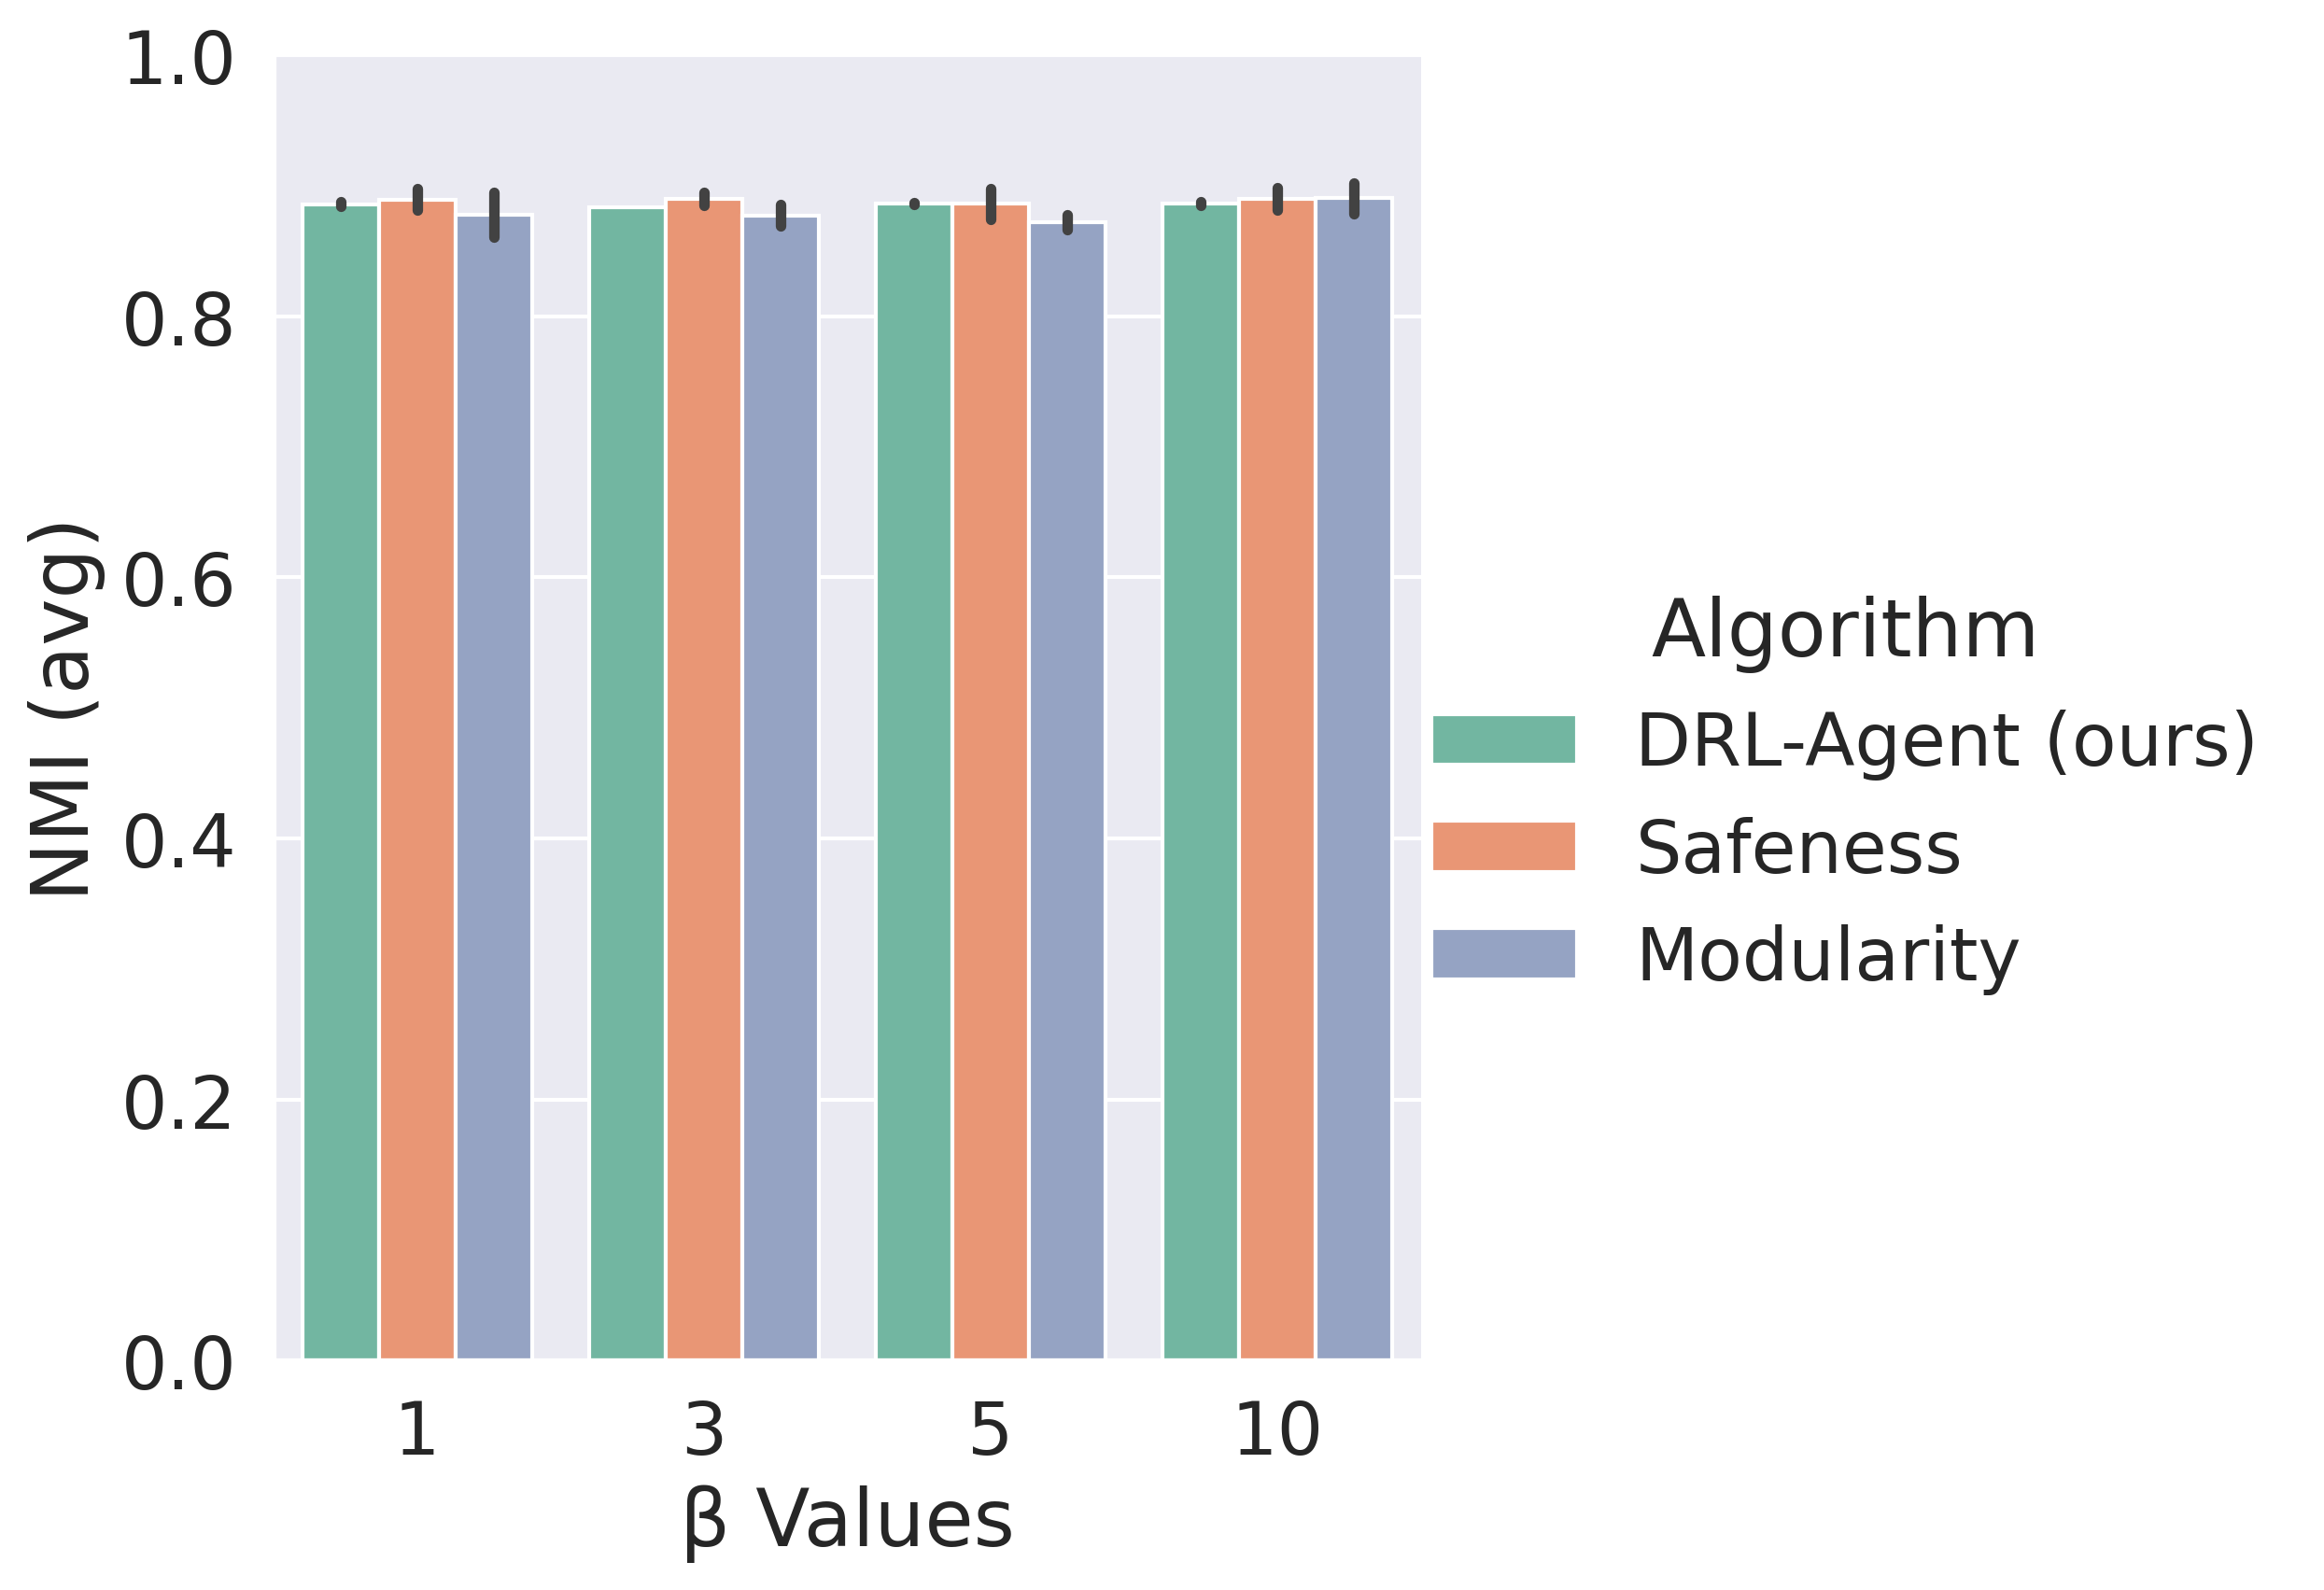 1.0
0.8
0.6
0.4
0.2
0.0
NMI (avg)
1 3 5 10
β Values
Algorithm
DRL-Agent (ours)
Safeness
Modularity